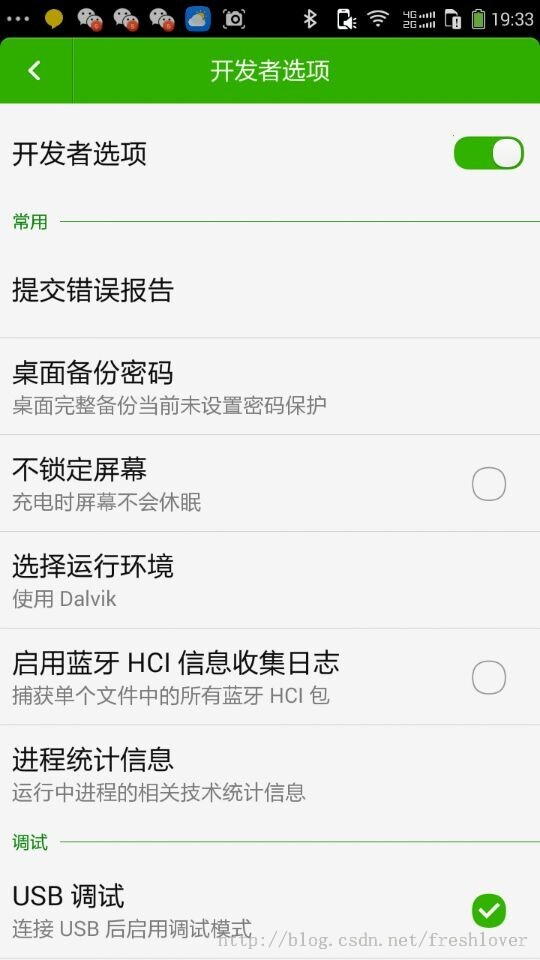 4G
2G
19:33
开发者选项
开发者选项
常用
提交错误报告
桌面备份密码
桌面完整备份当前未设置密码保护
不锁定屏幕
充电时屏幕不会休眠
选择运行环境
使用 Dalvik
启用蓝牙 HCI 信息收集日志
捕获单个文件中的所有蓝牙 HCI 包
进程统计信息
运行中进程的相关技术统计信息
调试
USB 调试
连接 USB 后启用调试模式
http://blog.csdn.net/freshlover